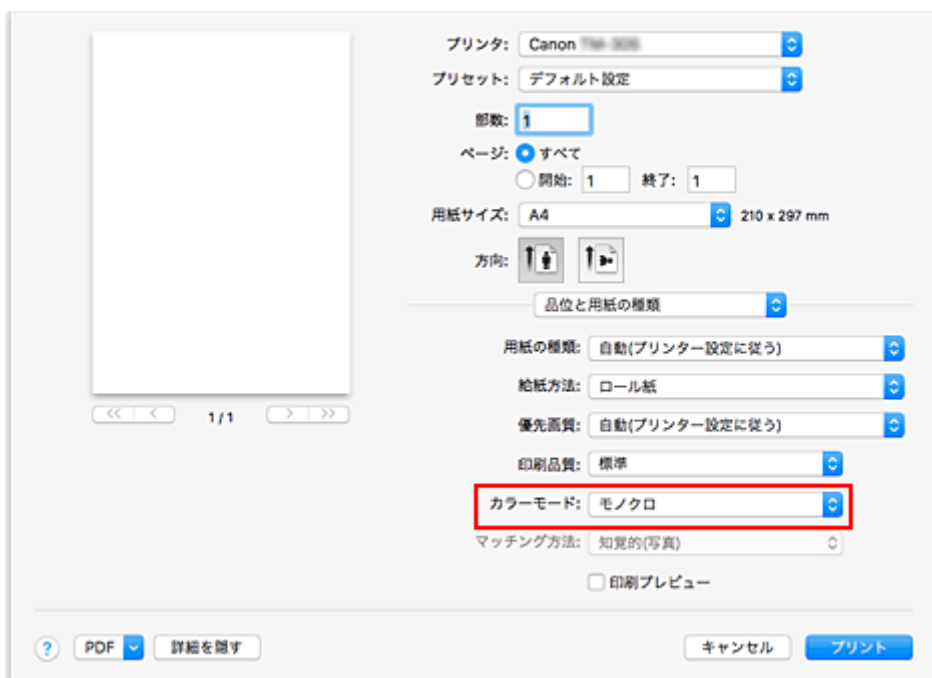 プリンタ: Canon
プリセット: デフォルト設定
部数: 1
ページ: すべて
開始: 1 終了: 1
用紙サイズ: A4 210 x 297 mm
方向:
品位と用紙の種類
用紙の種類: 自動(プリンター設定に従う)
給紙方法: ロール紙
優先画質: 自動(プリンター設定に従う)
印刷品質: 標準
カラーモード: モノクロ
マッチング方法: 知覚的(写真)
印刷プレビュー
<< < 1 / 1 > >>
? PDF 詳細を隠す キャンセル プリント